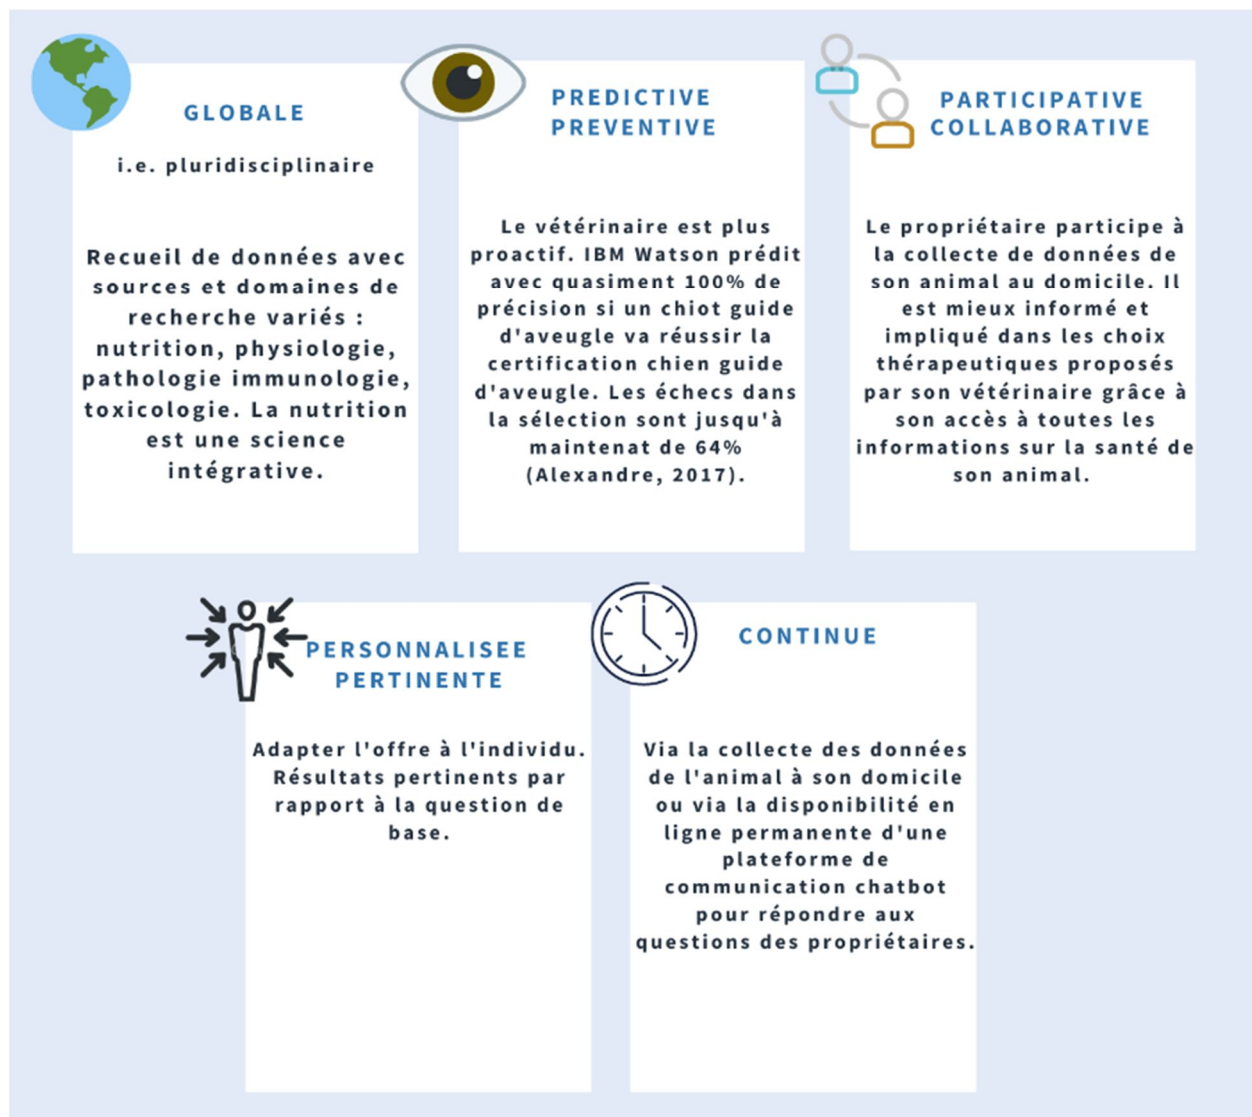 GLOBALE
i.e. pluridisciplinaire
Recueil de données avec
sources et domaines de
recherche variés :
nutrition, physiologie,
pathologie immunologie,
toxicologie. La nutrition
est une science
intégrative.
PREDICTIVE
PREVENTIVE
Le vétérinaire est plus
proactif. IBM Watson prédit
avec quasiment 100% de
précision si un chiot guide
d'aveugle va réussir la
certification chien guide
d'aveugle. Les échecs dans
la sélection sont jusqu'à
maintenat de 64%
(Alexandre, 2017).
PARTICIPATIVE
COLLABORATIVE
Le propriétaire participe à
la collecte de données de
son animal au domicile. Il
est mieux informé et
impliqué dans les choix
thérapeutiques proposés
par son vétérinaire grâce à
son accès à toutes les
informations sur la santé de
son animal.
PERSONNALISEE
PERTINENTE
Adapter l'offre à l'individu.
Résultats pertinents par
rapport à la question de
base.
CONTINUE
Via la collecte des données
de l'animal à son domicile
ou via la disponibilité en
ligne permanente d'une
plateforme de
communication chatbot
pour répondre aux
questions des propriétaires.